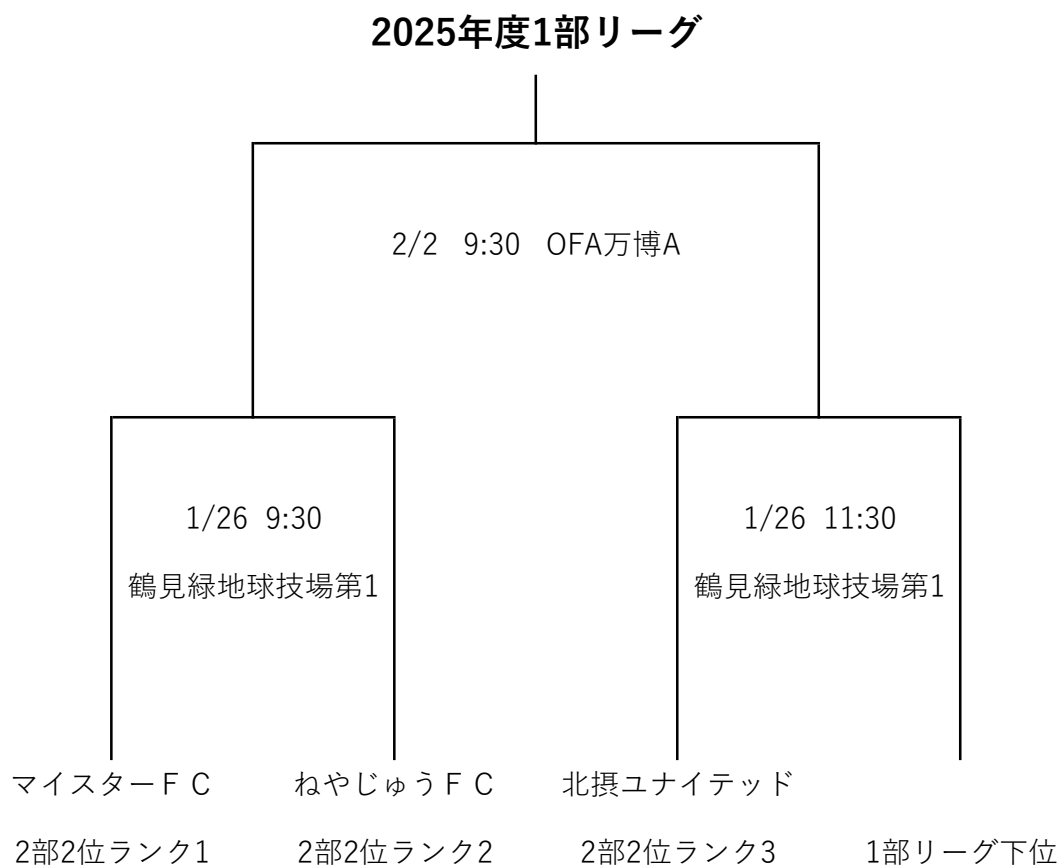 2025年度1部リーグ
2/2 9:30 OFA万博A
1/26 9:30
鶴見緑地球技場第1
1/26 11:30
鶴見緑地球技場第1
マイスターＦＣ ねやじゅうＦＣ 北摂ユナイテッド
2部2位ランク1 2部2位ランク2 2部2位ランク3 1部リーグ下位